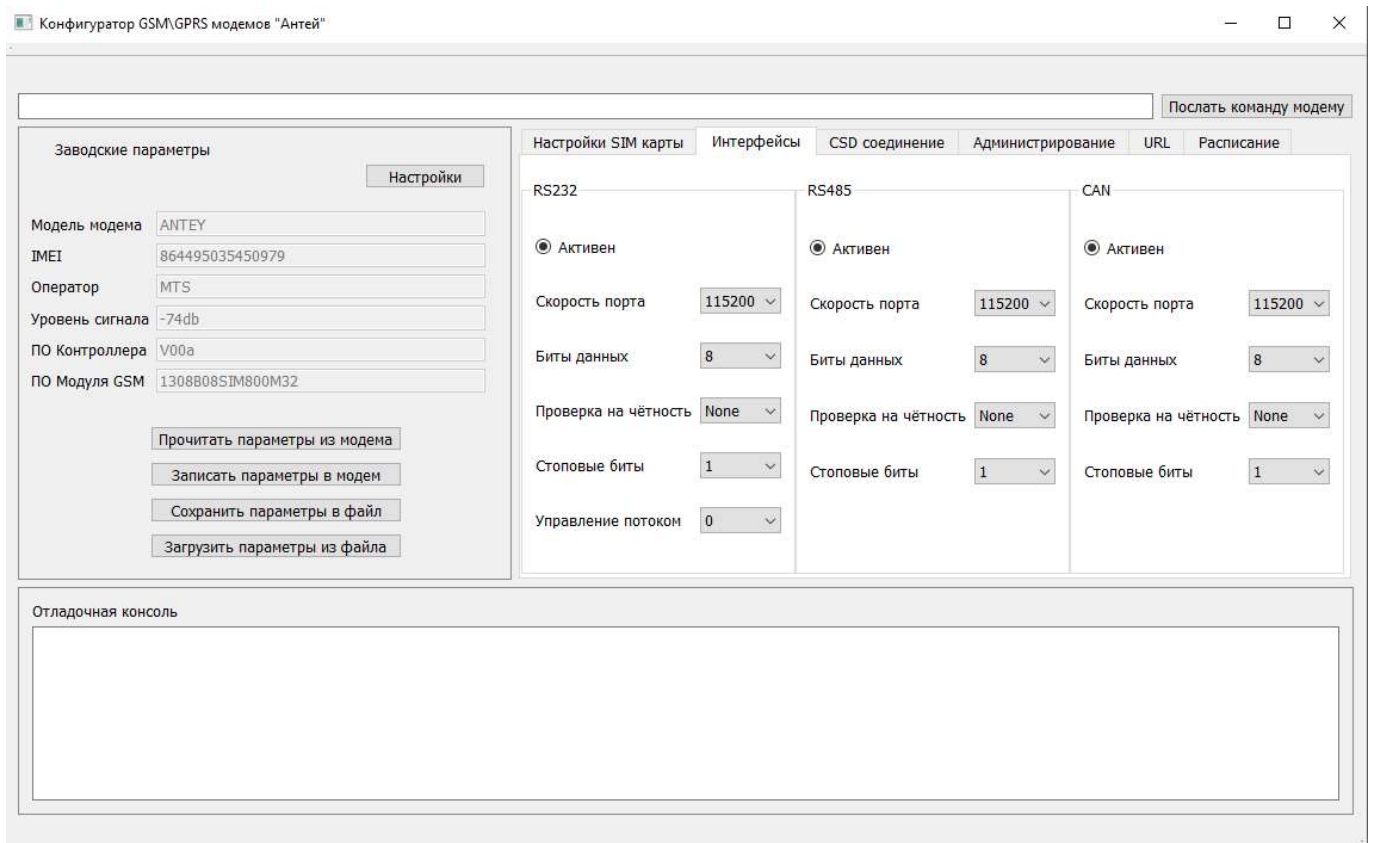 Конфигуратор GSM\GPRS модемов "Антей"
Послать команду модему
Заводские параметры
Настройки
Модель модема ANTEY
IMEI 864495035450979
Оператор MTS
Уровень сигнала -74db
ПО Контроллера V00a
ПО Модуля GSM 1308B08SIM800M32
Прочитать параметры из модема
Записать параметры в модем
Сохранить параметры в файл
Загрузить параметры из файла
Настройки SIM карты Интерфейсы CSD соединение Администрирование URL Расписание
RS232
Активен
Скорость порта 115200
Биты данных 8
Проверка на чётность None
Стоповые биты 1
Управление потоком 0
RS485
Активен
Скорость порта 115200
Биты данных 8
Проверка на чётность None
Стоповые биты 1
CAN
Активен
Скорость порта 115200
Биты данных 8
Проверка на чётность None
Стоповые биты 1
Отладочная консоль